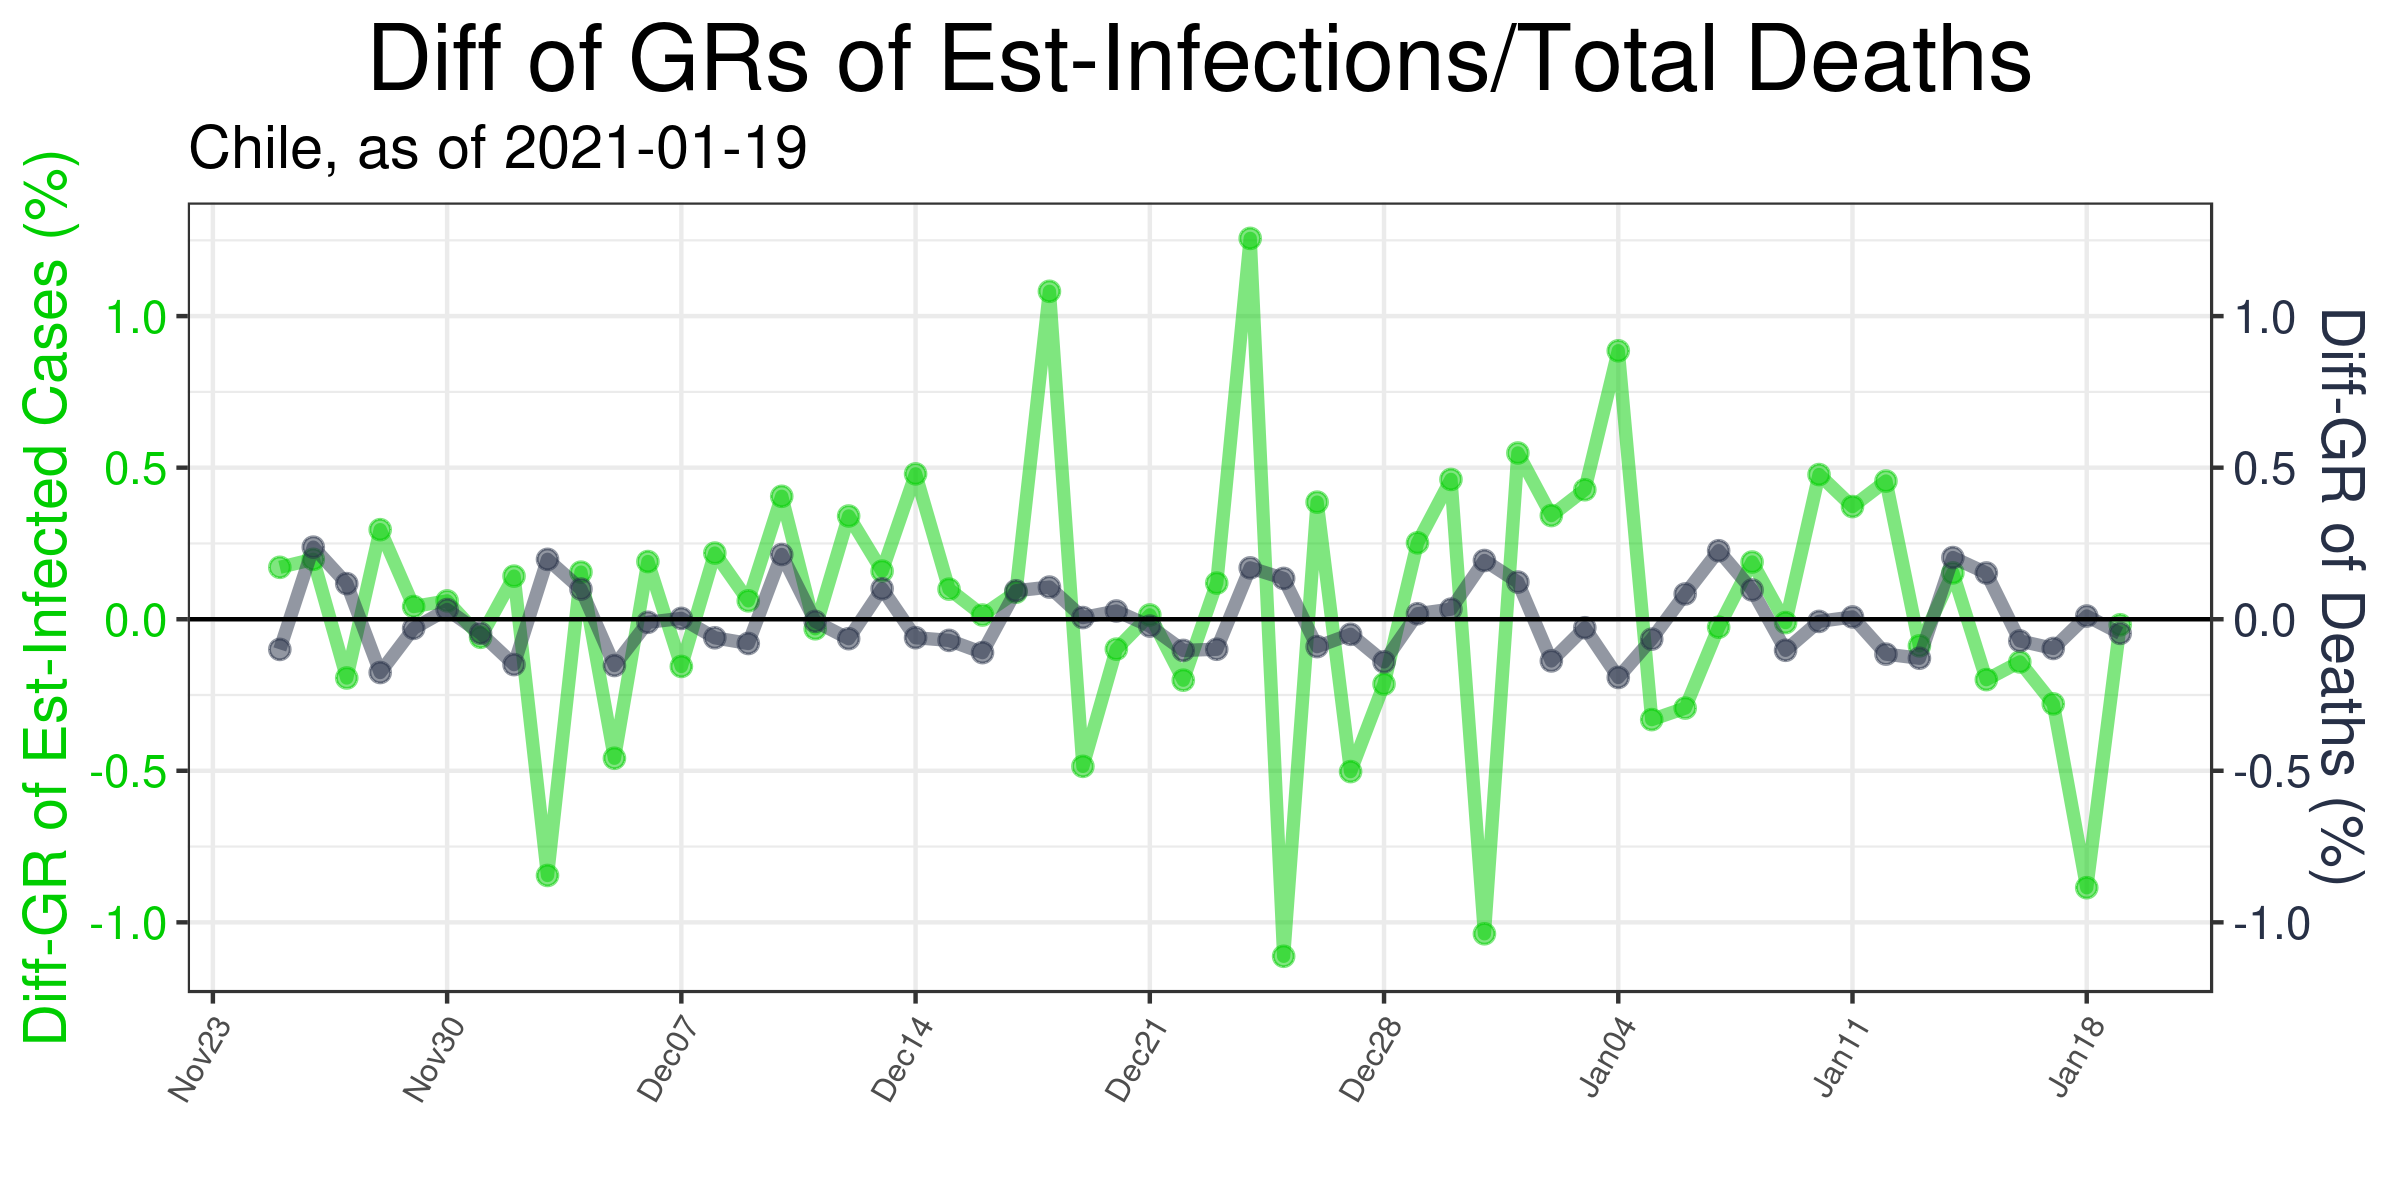 Diff of GRs of Est-Infections/Total Deaths
Chile, as of 2021-01-19
Diff-GR of Est-Infected Cases (%)
1.0
0.5
0.0
-0.5
-1.0
1.0
0.5
0.0
-0.5
-1.0
Diff-GR of Deaths (%)
Nov23
Nov30
Dec07
Dec14
Dec21
Dec28
Jan04
Jan11
Jan18